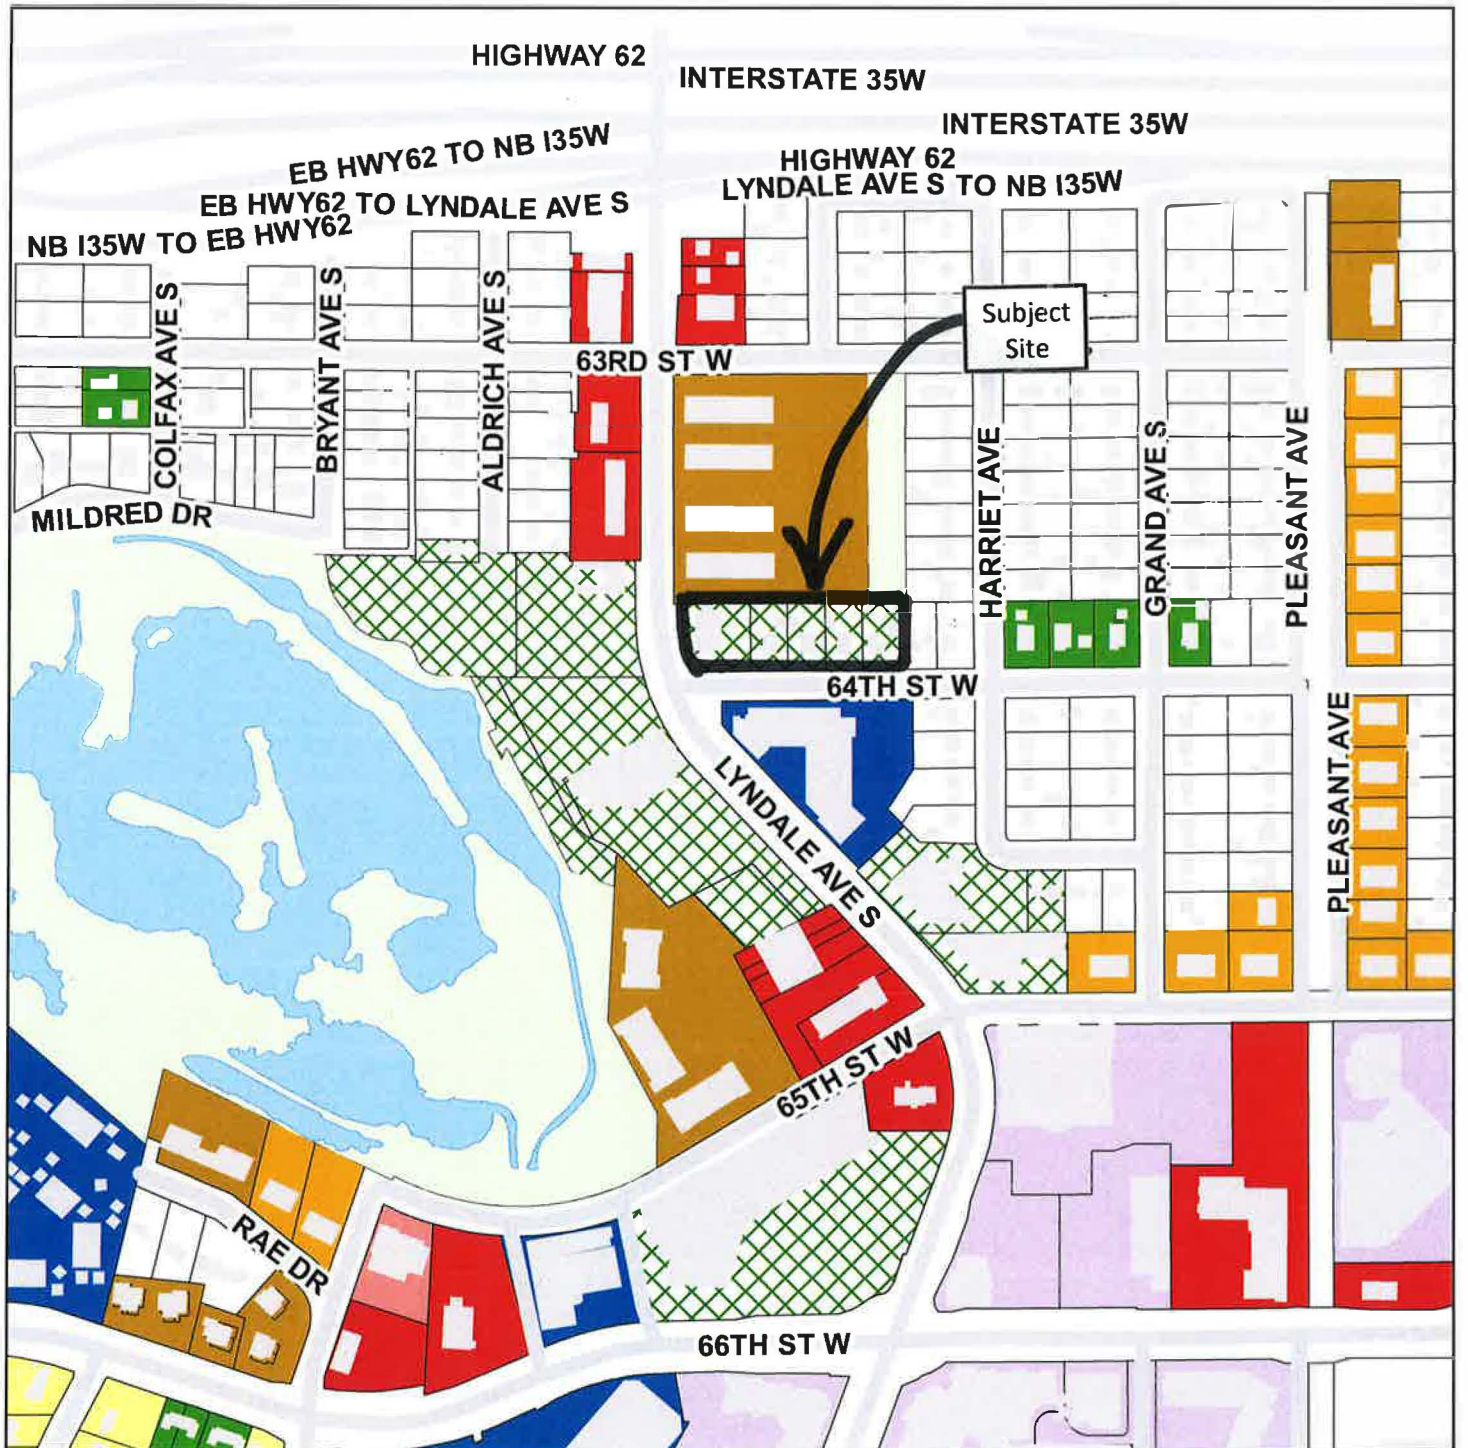 HIGHWAY 62
INTERSTATE 35W
INTERSTATE 35W
EB HWY62 TO NB I35W
HIGHWAY 62
LYNDALE AVE S TO NB I35W
EB HWY62 TO LYNDALE AVE S
NB I35W TO EB HWY62
COLFAX AVE S
BRYANT AVE S
ALDRICH AVE S
Subject
Site
63RD ST W
HARRIET AVE
GRAND AVE S
PLEASANT AVE
MILDRED DR
64TH ST W
PLEASANT AVE
LYNDALE AVE S
65TH ST W
RAE DR
66TH ST W